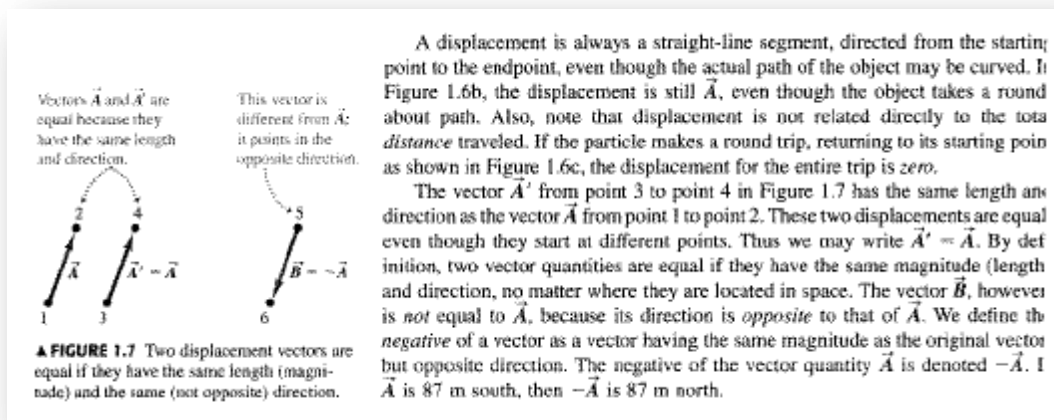 Vectors A⃗ and A⃗′ are
equal because they
have the same length
and direction.
This vector is
different from A⃗;
it points in the
opposite direction.
2
4
5
A⃗
A⃗′ = A⃗
B⃗ = −A⃗
1
3
6
▲ FIGURE 1.7 Two displacement vectors are
equal if they have the same length (magni-
tude) and the same (not opposite) direction.
A displacement is always a straight-line segment, directed from the starting
point to the endpoint, even though the actual path of the object may be curved. I
Figure 1.6b, the displacement is still A⃗, even though the object takes a round
about path. Also, note that displacement is not related directly to the tota
distance traveled. If the particle makes a round trip, returning to its starting poin
as shown in Figure 1.6c, the displacement for the entire trip is zero.
The vector A⃗′ from point 3 to point 4 in Figure 1.7 has the same length an
direction as the vector A⃗ from point 1 to point 2. These two displacements are equal
even though they start at different points. Thus we may write A⃗′ = A⃗. By def
inition, two vector quantities are equal if they have the same magnitude (length
and direction, no matter where they are located in space. The vector B⃗, however
is not equal to A⃗, because its direction is opposite to that of A⃗. We define th
negative of a vector as a vector having the same magnitude as the original vector
but opposite direction. The negative of the vector quantity A⃗ is denoted −A⃗. I
A⃗ is 87 m south, then −A⃗ is 87 m north.